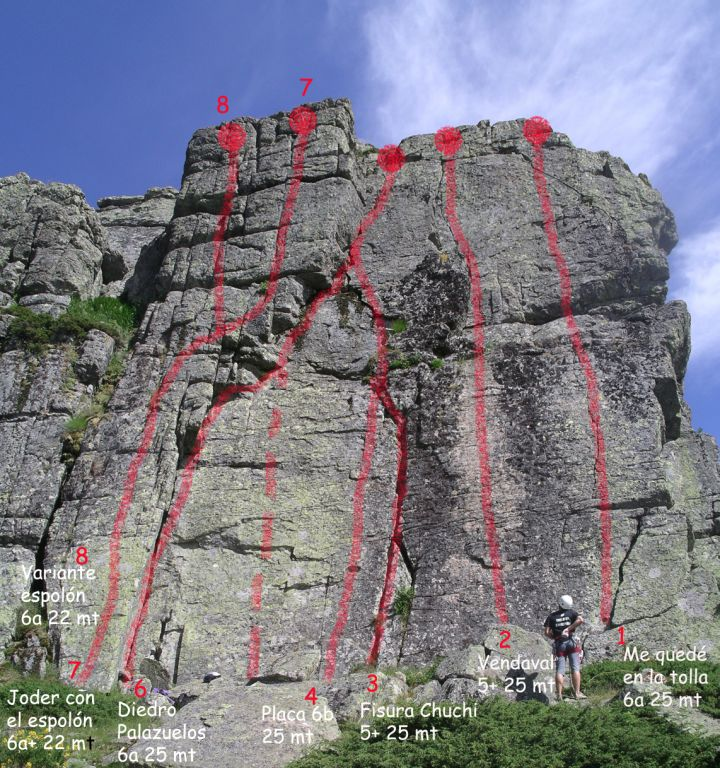 8
7
8
Variante
espolón
6a 22 mt
7
Joder con
el espolón
6a+ 22 mt
6
Diedro
Palazuelos
6a 25 mt
4
Placa 6b
25 mt
3
Fisura Chuchi
5+ 25 mt
2
Vendaval
5+ 25 mt
1
Me quedé
en la tolla
6a 25 mt